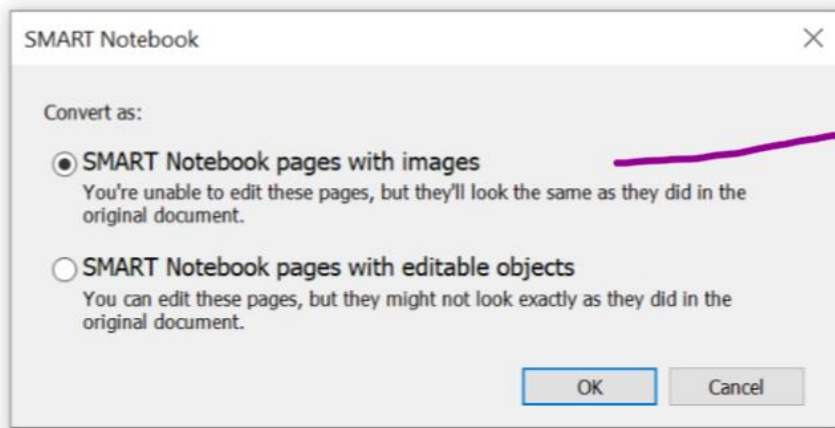 SMART Notebook
Convert as:
SMART Notebook pages with images
You're unable to edit these pages, but they'll look the same as they did in the
original document.
SMART Notebook pages with editable objects
You can edit these pages, but they might not look exactly as they did in the
original document.
OK Cancel